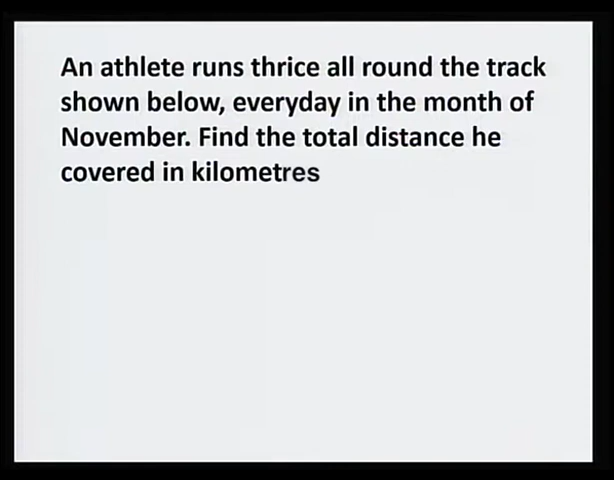 An athlete runs thrice all round the track
shown below, everyday in the month of
November. Find the total distance he
covered in kilometres